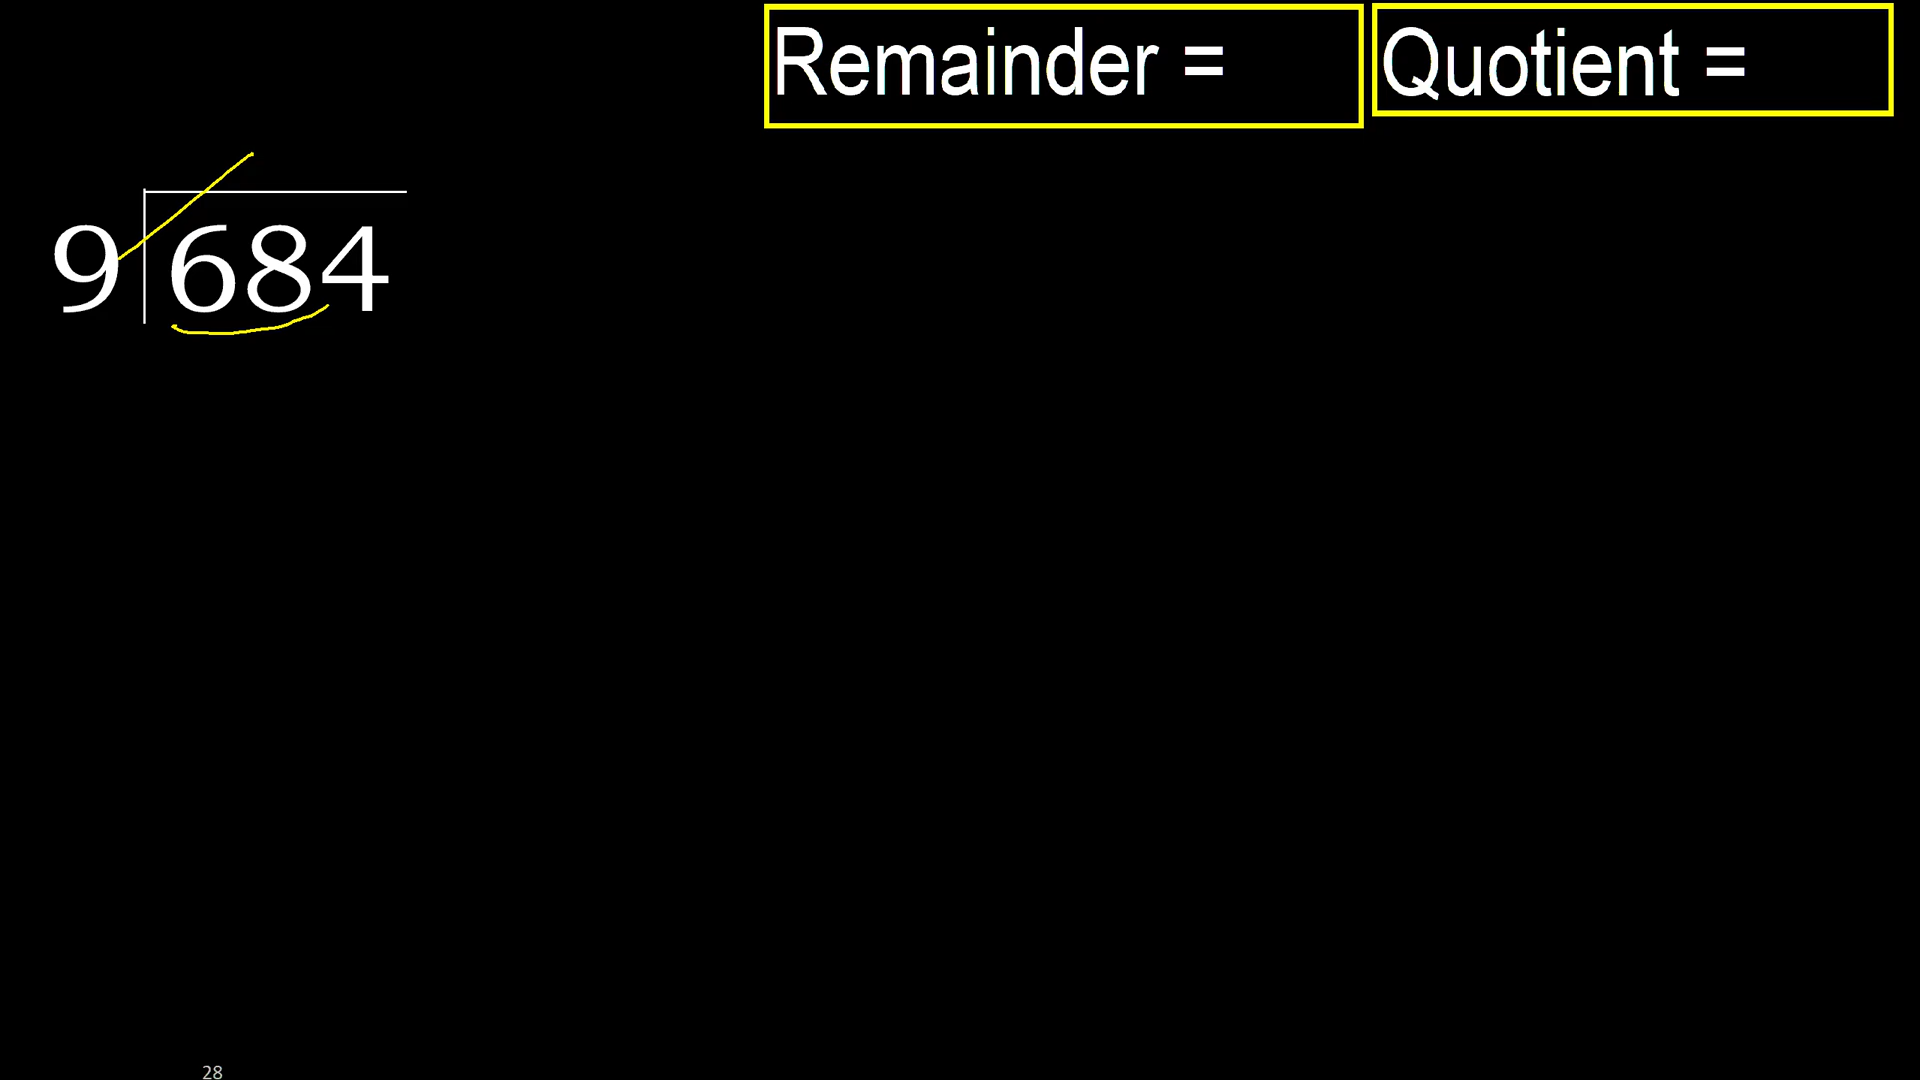 Remainder = Quotient =
9 684
28